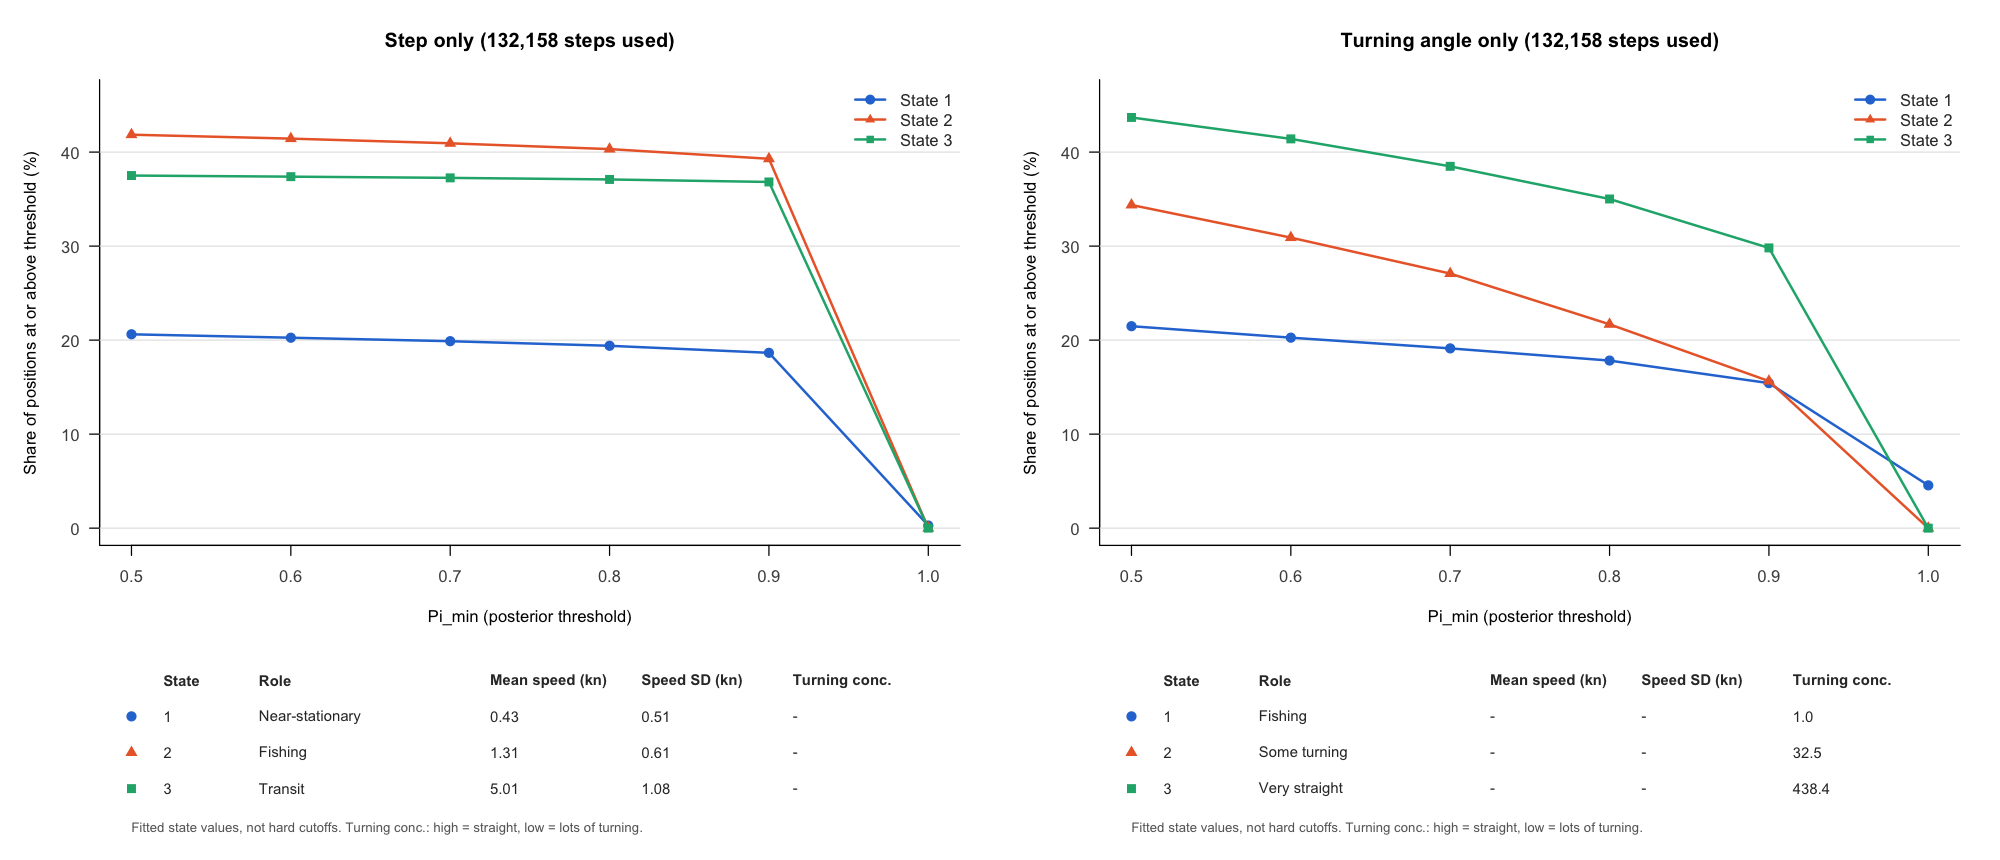 Step only (132,158 steps used)
State 1
State 2
State 3
Share of positions at or above threshold (%)
40
30
20
10
0
0.5 0.6 0.7 0.8 0.9 1.0
Pi_min (posterior threshold)
State Role Mean speed (kn) Speed SD (kn) Turning conc.
1 Near-stationary 0.43 0.51 -
2 Fishing 1.31 0.61 -
3 Transit 5.01 1.08 -
Fitted state values, not hard cutoffs. Turning conc.: high = straight, low = lots of turning.
Turning angle only (132,158 steps used)
State 1
State 2
State 3
Share of positions at or above threshold (%)
40
30
20
10
0
0.5 0.6 0.7 0.8 0.9 1.0
Pi_min (posterior threshold)
State Role Mean speed (kn) Speed SD (kn) Turning conc.
1 Fishing - - 1.0
2 Some turning - - 32.5
3 Very straight - - 438.4
Fitted state values, not hard cutoffs. Turning conc.: high = straight, low = lots of turning.